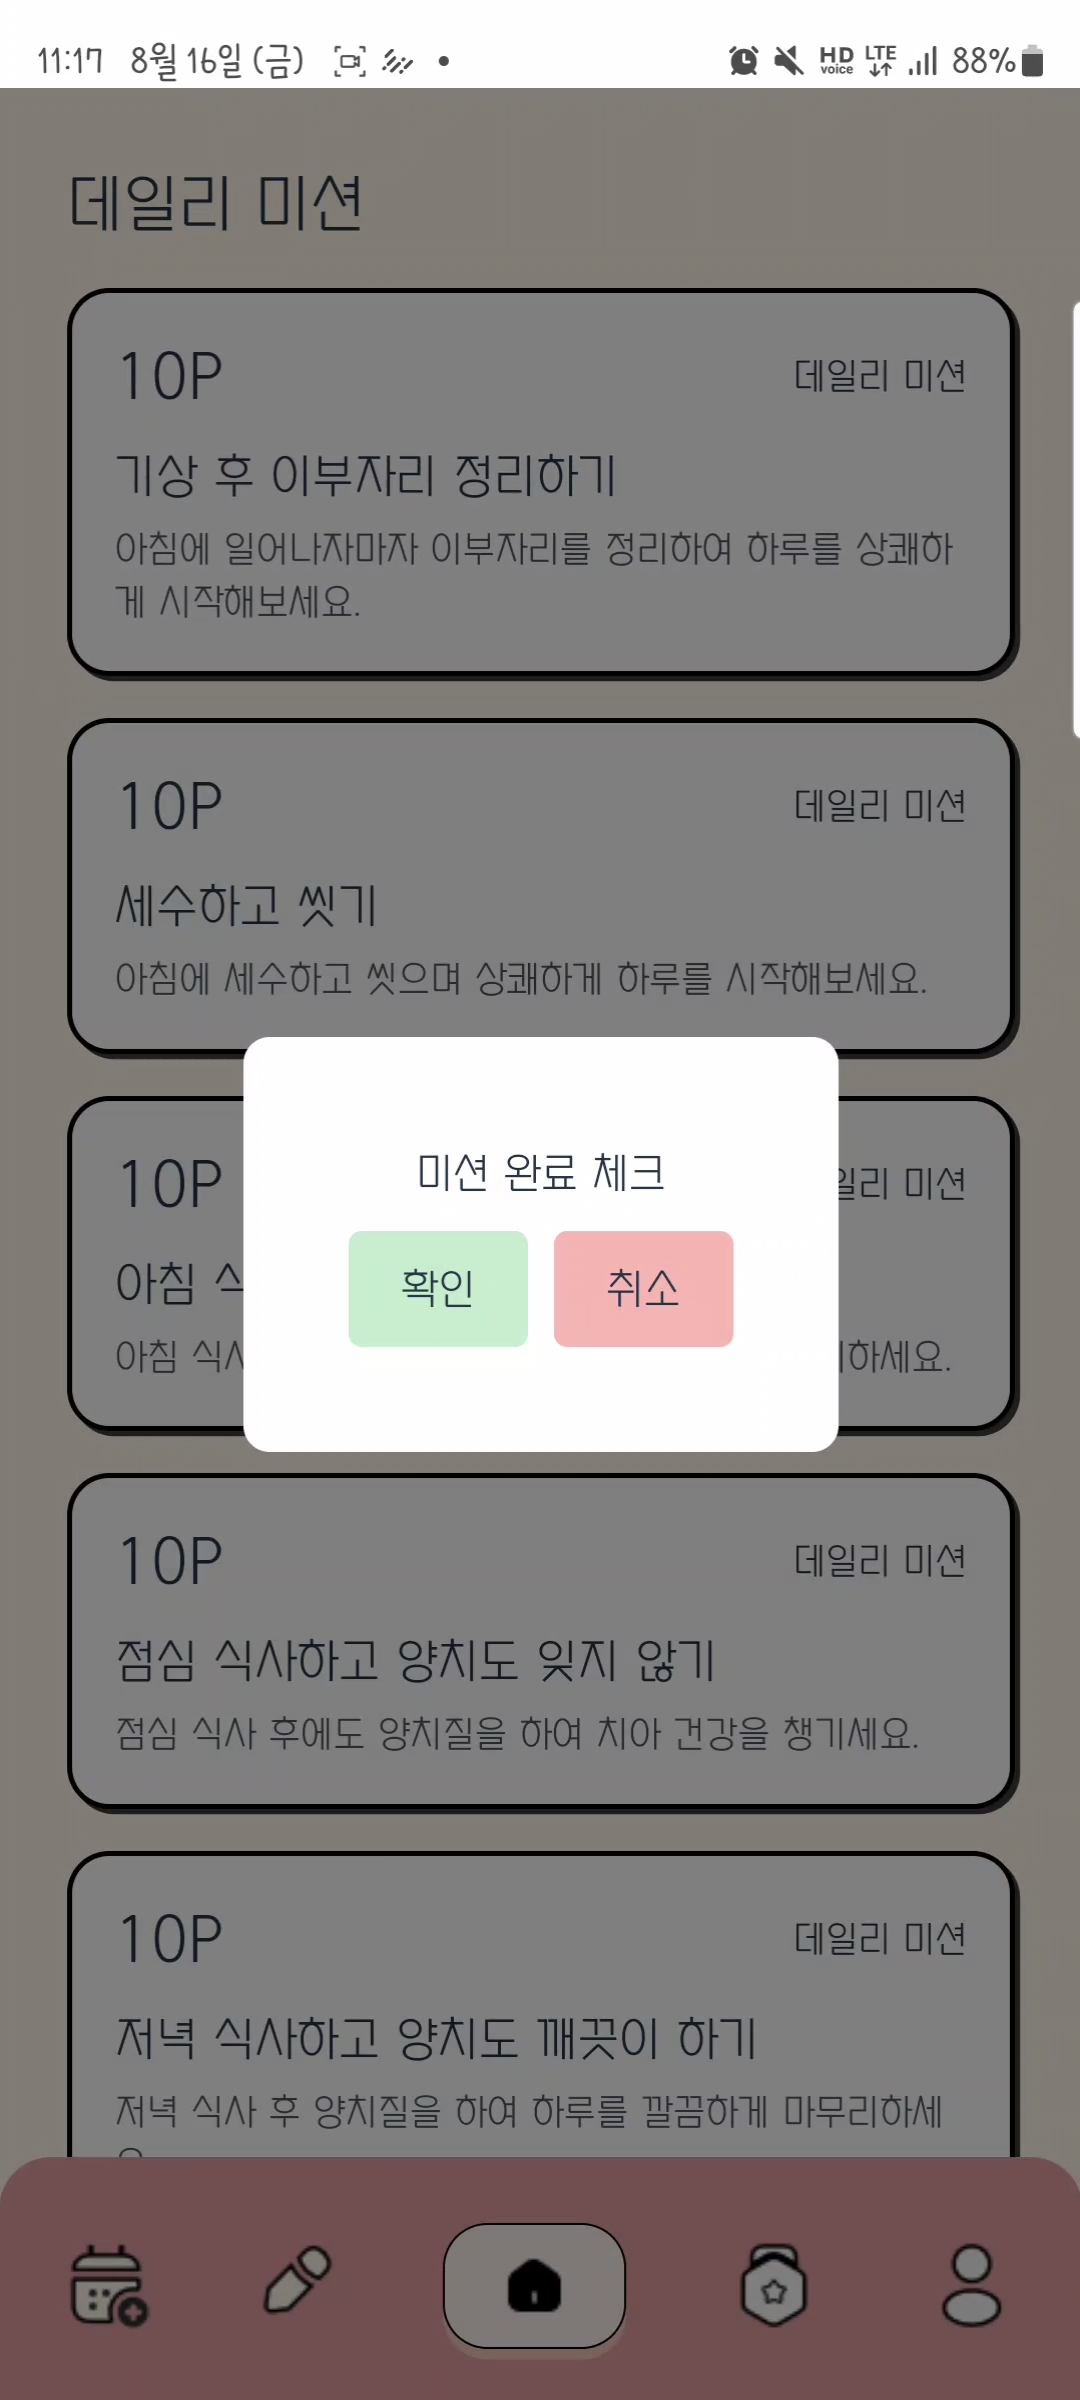 11:17 8월 16일 (금) HD voice LTE 88%
데일리 미션
10P 데일리 미션
기상 후 이부자리 정리하기
아침에 일어나자마자 이부자리를 정리하여 하루를 상쾌하
게 시작해보세요.
10P 데일리 미션
세수하고 씻기
아침에 세수하고 씻으며 상쾌하게 하루를 시작해보세요.
10P 일리 미션
아침
아침 하세요.
미션 완료 체크
확인 취소
10P 데일리 미션
점심 식사하고 양치도 잊지 않기
점심 식사 후에도 양치질을 하여 치아 건강을 챙기세요.
10P 데일리 미션
저녁 식사하고 양치도 깨끗이 하기
저녁 식사 후 양치질을 하여 하루를 깔끔하게 마무리하세